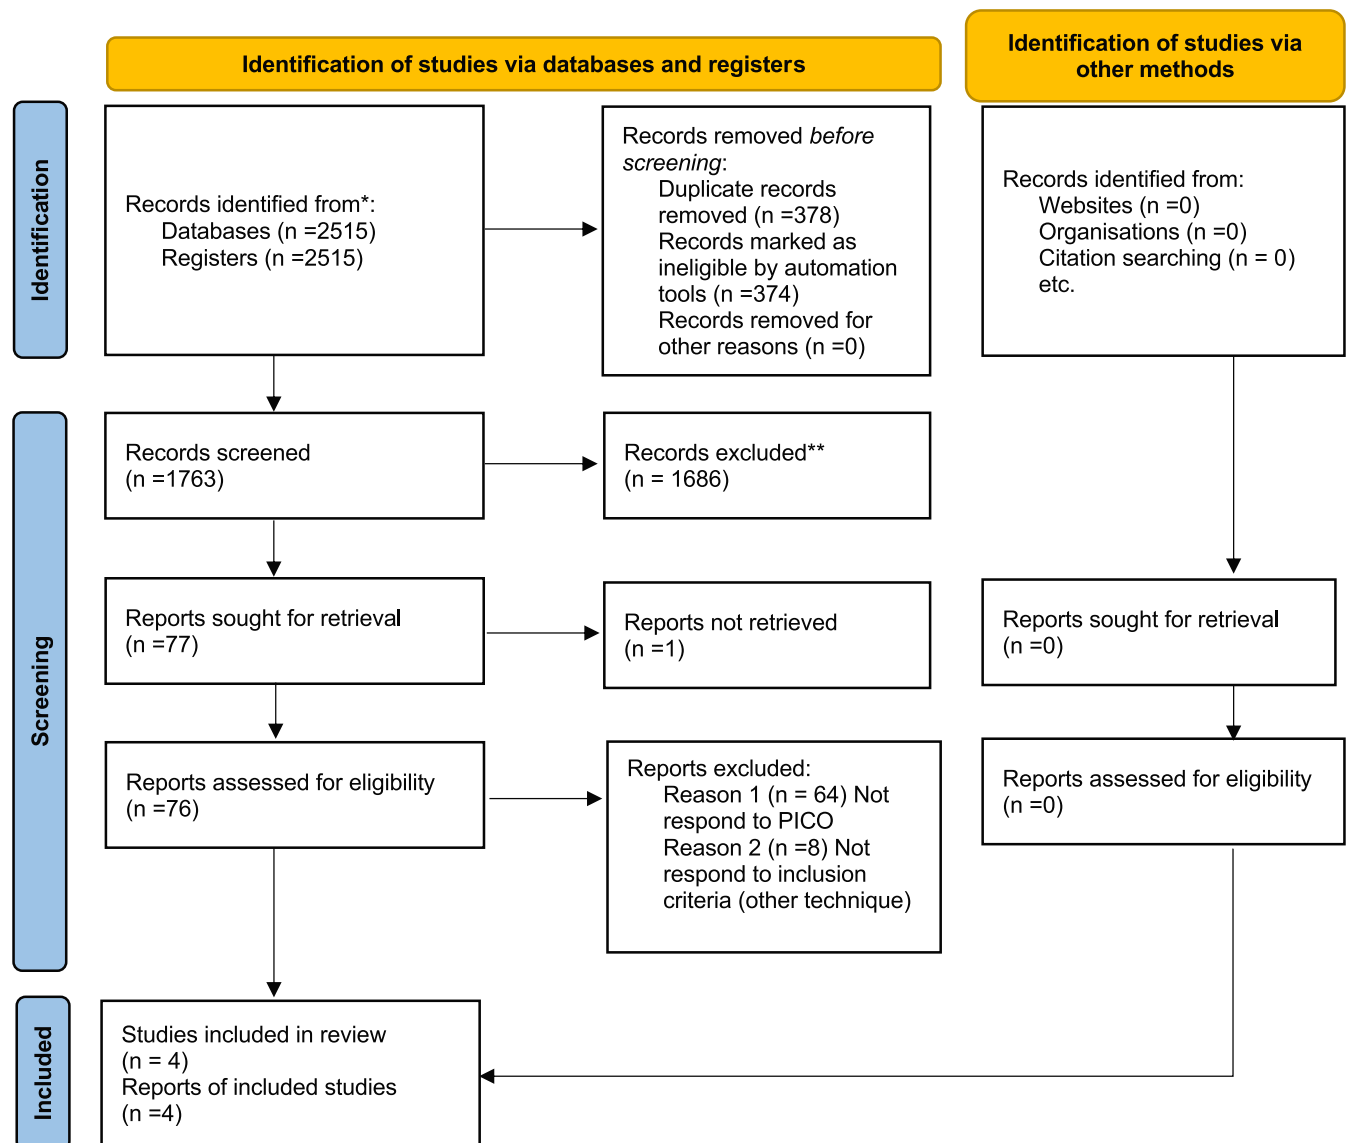 Identification of studies via databases and registers
Identification of studies via
other methods
Identification
Records identified from*:
Databases (n =2515)
Registers (n =2515)
Records removed before
screening:
Duplicate records
removed (n =378)
Records marked as
ineligible by automation
tools (n =374)
Records removed for
other reasons (n =0)
Records identified from:
Websites (n =0)
Organisations (n =0)
Citation searching (n = 0)
etc.
Screening
Records screened
(n =1763)
Records excluded**
(n = 1686)
Reports sought for retrieval
(n =77)
Reports not retrieved
(n =1)
Reports sought for retrieval
(n =0)
Reports assessed for eligibility
(n =76)
Reports excluded:
Reason 1 (n = 64) Not
respond to PICO
Reason 2 (n =8) Not
respond to inclusion
criteria (other technique)
Reports assessed for eligibility
(n =0)
Included
Studies included in review
(n = 4)
Reports of included studies
(n =4)